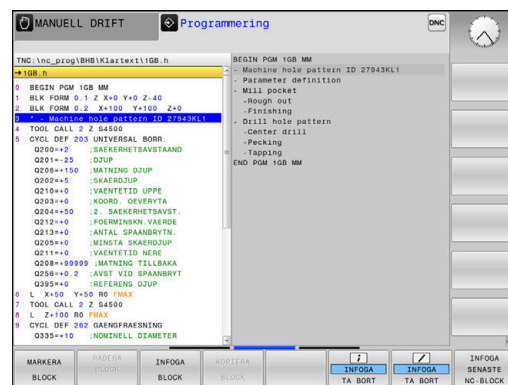 MANUELL DRIFT
Programmering
DNC
TNC:\nc_prog\BHB\Klartext\1GB.h
→1GB.h
0 BEGIN PGM 1GB MM
1 BLK FORM 0.1 Z X+0 Y+0 Z-40
2 BLK FORM 0.2 X+100 Y+100 Z+0
3 * - Machine hole pattern ID 27943KL1
4 TOOL CALL 2 Z S4500
5 CYCL DEF 203 UNIVERSAL BORR.
Q200=+2 ;SAEKERHETSAVSTAAND
Q201=-25 ;DJUP
Q206=+150 ;MATNING DJUP
Q202=+5 ;SKAERDJUP
Q210=+0 ;VAENTETID UPPE
Q203=+0 ;KOORD. OEVERYTA
Q204=+50 ;2. SAEKERHETSAVST.
Q212=+0 ;FOERMINSKN.VAERDE
Q213=+0 ;ANTAL SPAANBRYTN.
Q205=+0 ;MINSTA SKAERDJUP
Q211=+0 ;VAENTETID NERE
Q208=+99999 ;MATNING TILLBAKA
Q256=+0.2 ;AVST VID SPAANBRYT
Q395=+0 ;REFERENS DJUP
6 L X+50 Y+50 R0 FMAX
7 TOOL CALL 2 Z S4500
8 L Z+100 R0 FMAX
9 CYCL DEF 262 GAENGFRAESNING
Q335=+10 ;NOMINELL DIAMETER
BEGIN PGM 1GB MM
- Machine hole pattern ID 27943KL1
- Parameter definition
- Mill pocket
-Rough out
-Finishing
- Drill hole pattern
-Center drill
-Pecking
-Tapping
END PGM 1GB MM
MARKERA
BLOCK
RADERA
BLOCK
INFOGA
BLOCK
KOPIERA
BLOCK
INFOGA
TA BORT
INFOGA
TA BORT
INFOGA
SENASTE
NC-BLOCK